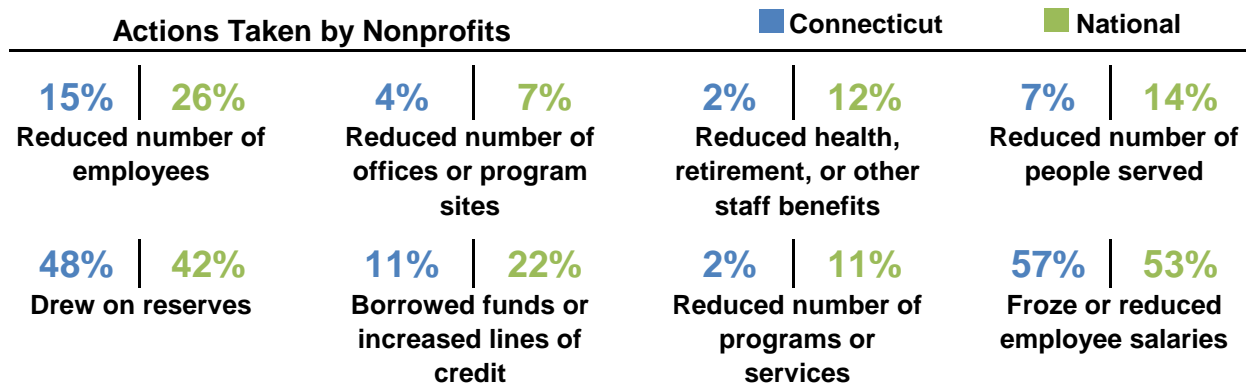 Actions Taken by Nonprofits
Connecticut
National
15% 26%
Reduced number of
employees
4% 7%
Reduced number of
offices or program
sites
2% 12%
Reduced health,
retirement, or other
staff benefits
7% 14%
Reduced number of
people served
48% 42%
Drew on reserves
11% 22%
Borrowed funds or
increased lines of
credit
2% 11%
Reduced number of
programs or
services
57% 53%
Froze or reduced
employee salaries